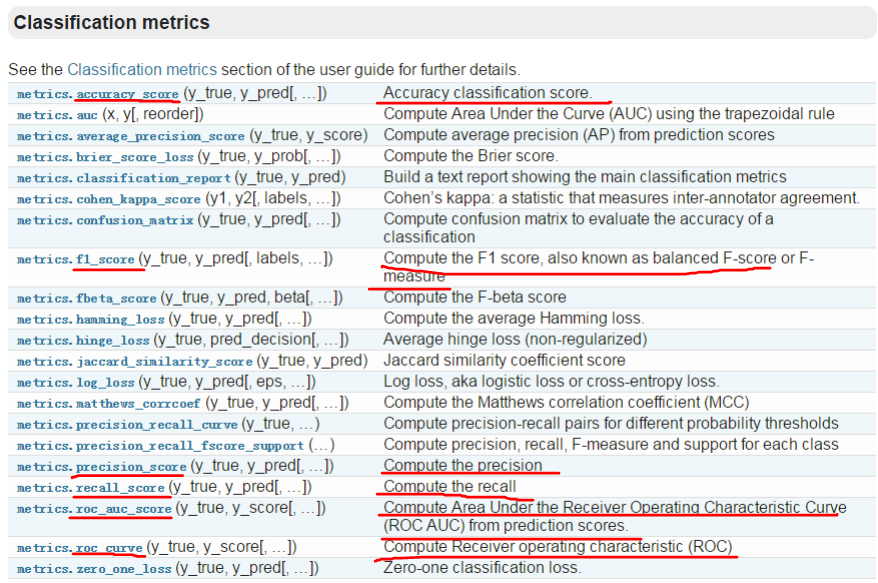 Classification metrics
See the Classification metrics section of the user guide for further details.
metrics.accuracy_score (y_true, y_pred[, ...]) Accuracy classification score.
metrics.auc (x, y[, reorder]) Compute Area Under the Curve (AUC) using the trapezoidal rule
metrics.average_precision_score (y_true, y_score) Compute average precision (AP) from prediction scores
metrics.brier_score_loss (y_true, y_prob[, ...]) Compute the Brier score.
metrics.classification_report (y_true, y_pred) Build a text report showing the main classification metrics
metrics.cohen_kappa_score (y1, y2[, labels, ...]) Cohen's kappa: a statistic that measures inter-annotator agreement.
metrics.confusion_matrix (y_true, y_pred[, ...]) Compute confusion matrix to evaluate the accuracy of a
classification
metrics.f1_score (y_true, y_pred[, labels, ...]) Compute the F1 score, also known as balanced F-score or F-
measure
metrics.fbeta_score (y_true, y_pred, beta[, ...]) Compute the F-beta score
metrics.hamming_loss (y_true, y_pred[, ...]) Compute the average Hamming loss.
metrics.hinge_loss (y_true, pred_decision[, ...]) Average hinge loss (non-regularized)
metrics.jaccard_similarity_score (y_true, y_pred) Jaccard similarity coefficient score
metrics.log_loss (y_true, y_pred[, eps, ...]) Log loss, aka logistic loss or cross-entropy loss.
metrics.matthews_corrcoef (y_true, y_pred[, ...]) Compute the Matthews correlation coefficient (MCC)
metrics.precision_recall_curve (y_true, ...) Compute precision-recall pairs for different probability thresholds
metrics.precision_recall_fscore_support (...) Compute precision, recall, F-measure and support for each class
metrics.precision_score (y_true, y_pred[, ...]) Compute the precision
metrics.recall_score (y_true, y_pred[, ...]) Compute the recall
metrics.roc_auc_score (y_true, y_score[, ...]) Compute Area Under the Receiver Operating Characteristic Curve
(ROC AUC) from prediction scores.
metrics.roc_curve (y_true, y_score[, ...]) Compute Receiver operating characteristic (ROC)
metrics.zero_one_loss (y_true, y_pred[, ...]) Zero-one classification loss.